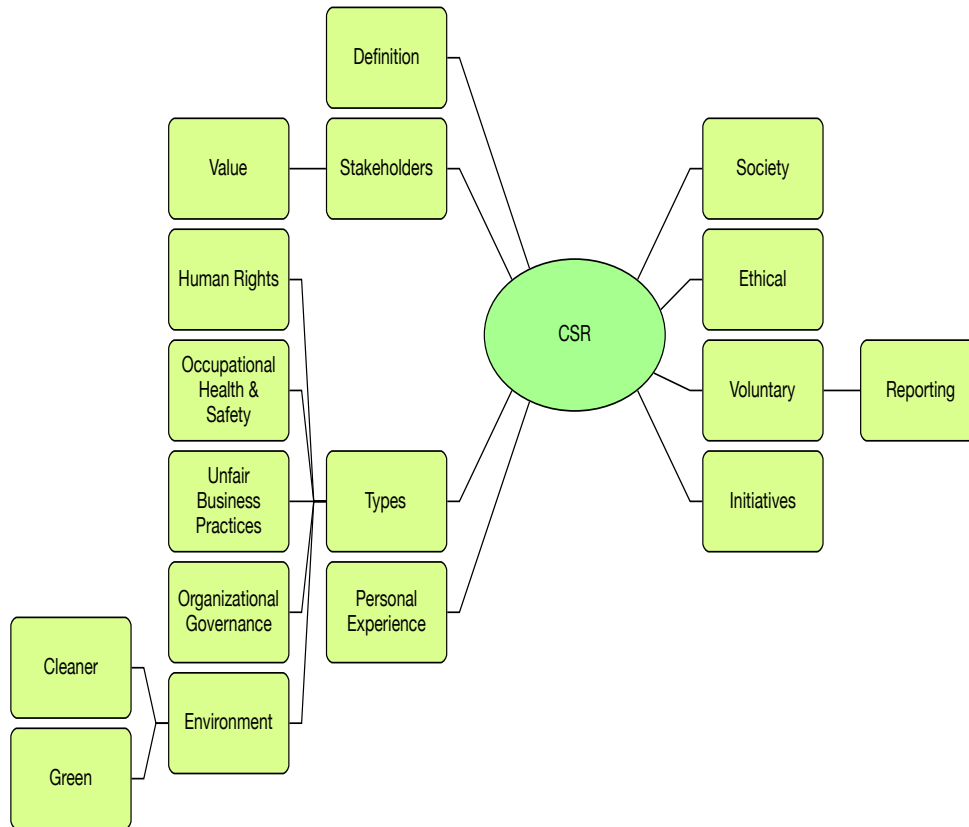 Definition
Value
Stakeholders
Society
Human Rights
Ethical
CSR
Occupational
Health &
Safety
Voluntary
Reporting
Unfair
Business
Practices
Types
Initiatives
Organizational
Governance
Personal
Experience
Cleaner
Environment
Green